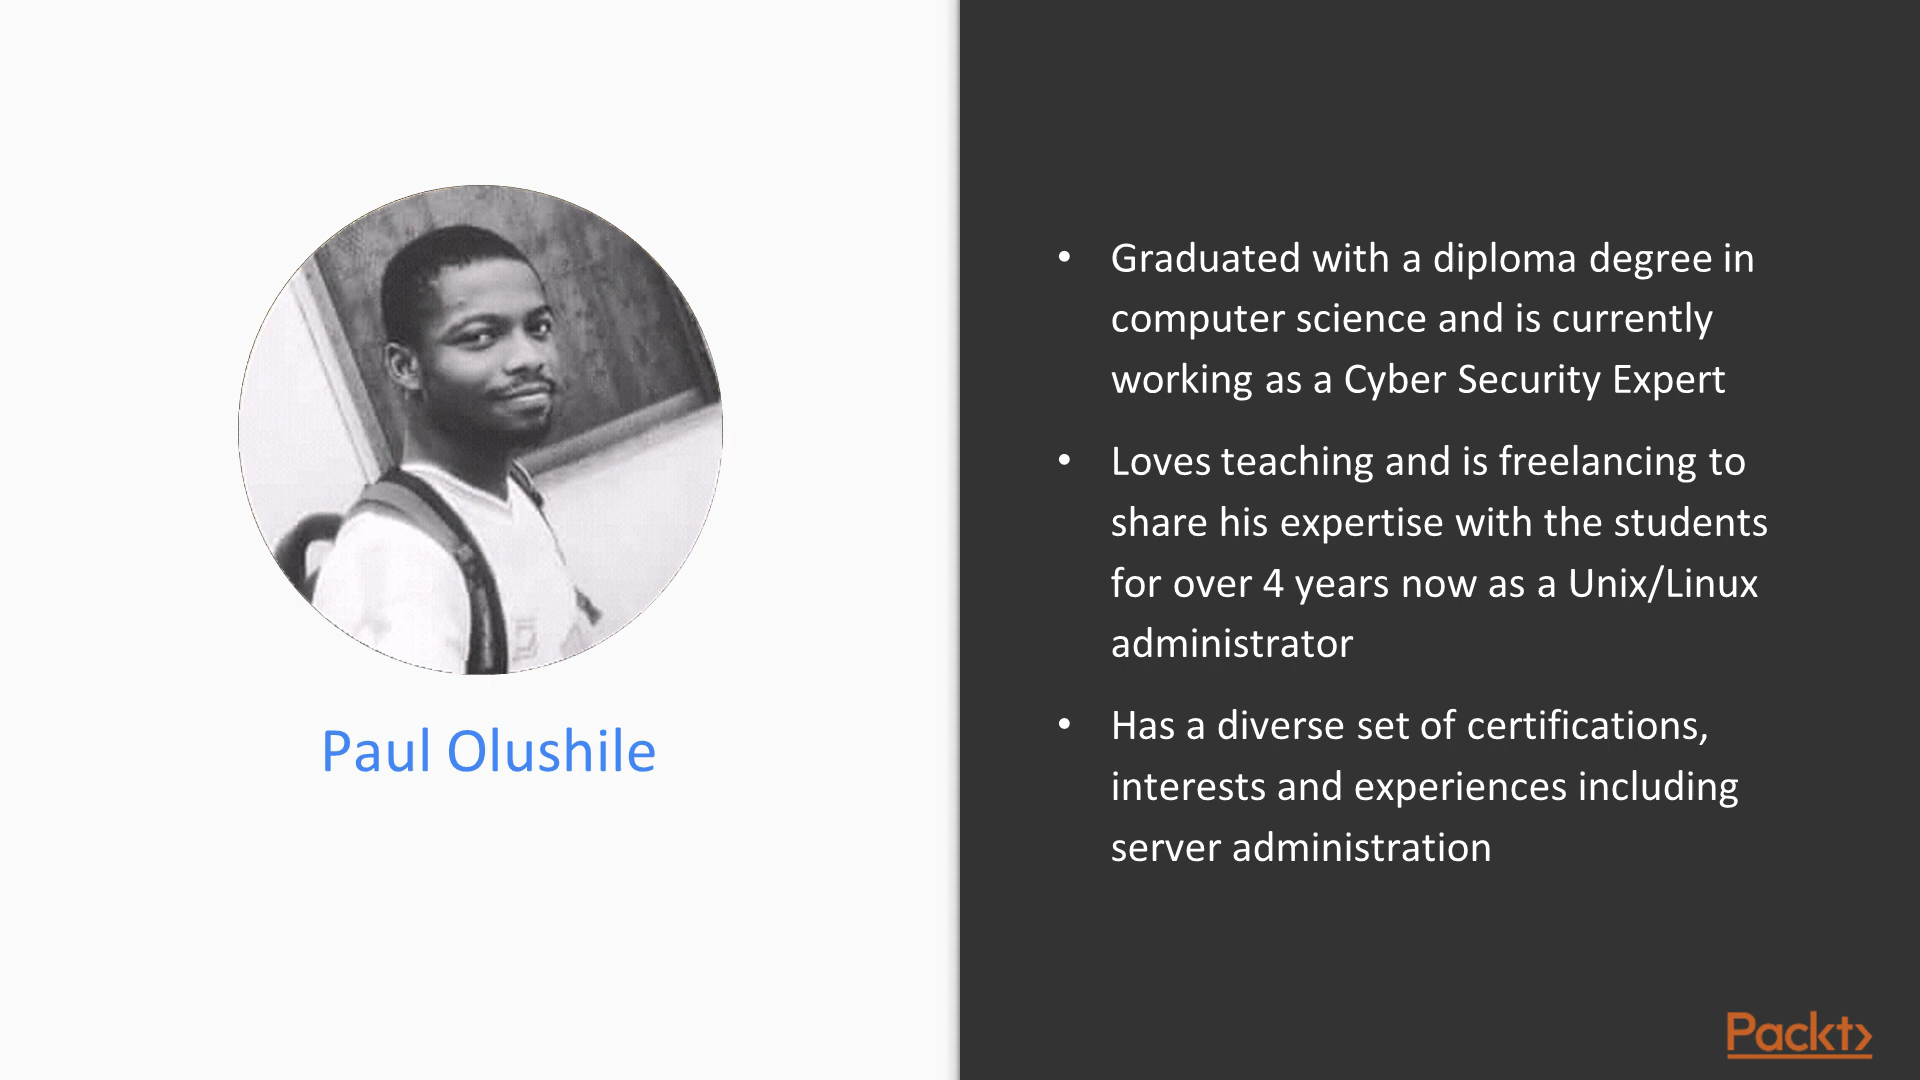 Paul Olushile
• Graduated with a diploma degree in
computer science and is currently
working as a Cyber Security Expert
• Loves teaching and is freelancing to
share his expertise with the students
for over 4 years now as a Unix/Linux
administrator
• Has a diverse set of certifications,
interests and experiences including
server administration
Packt>